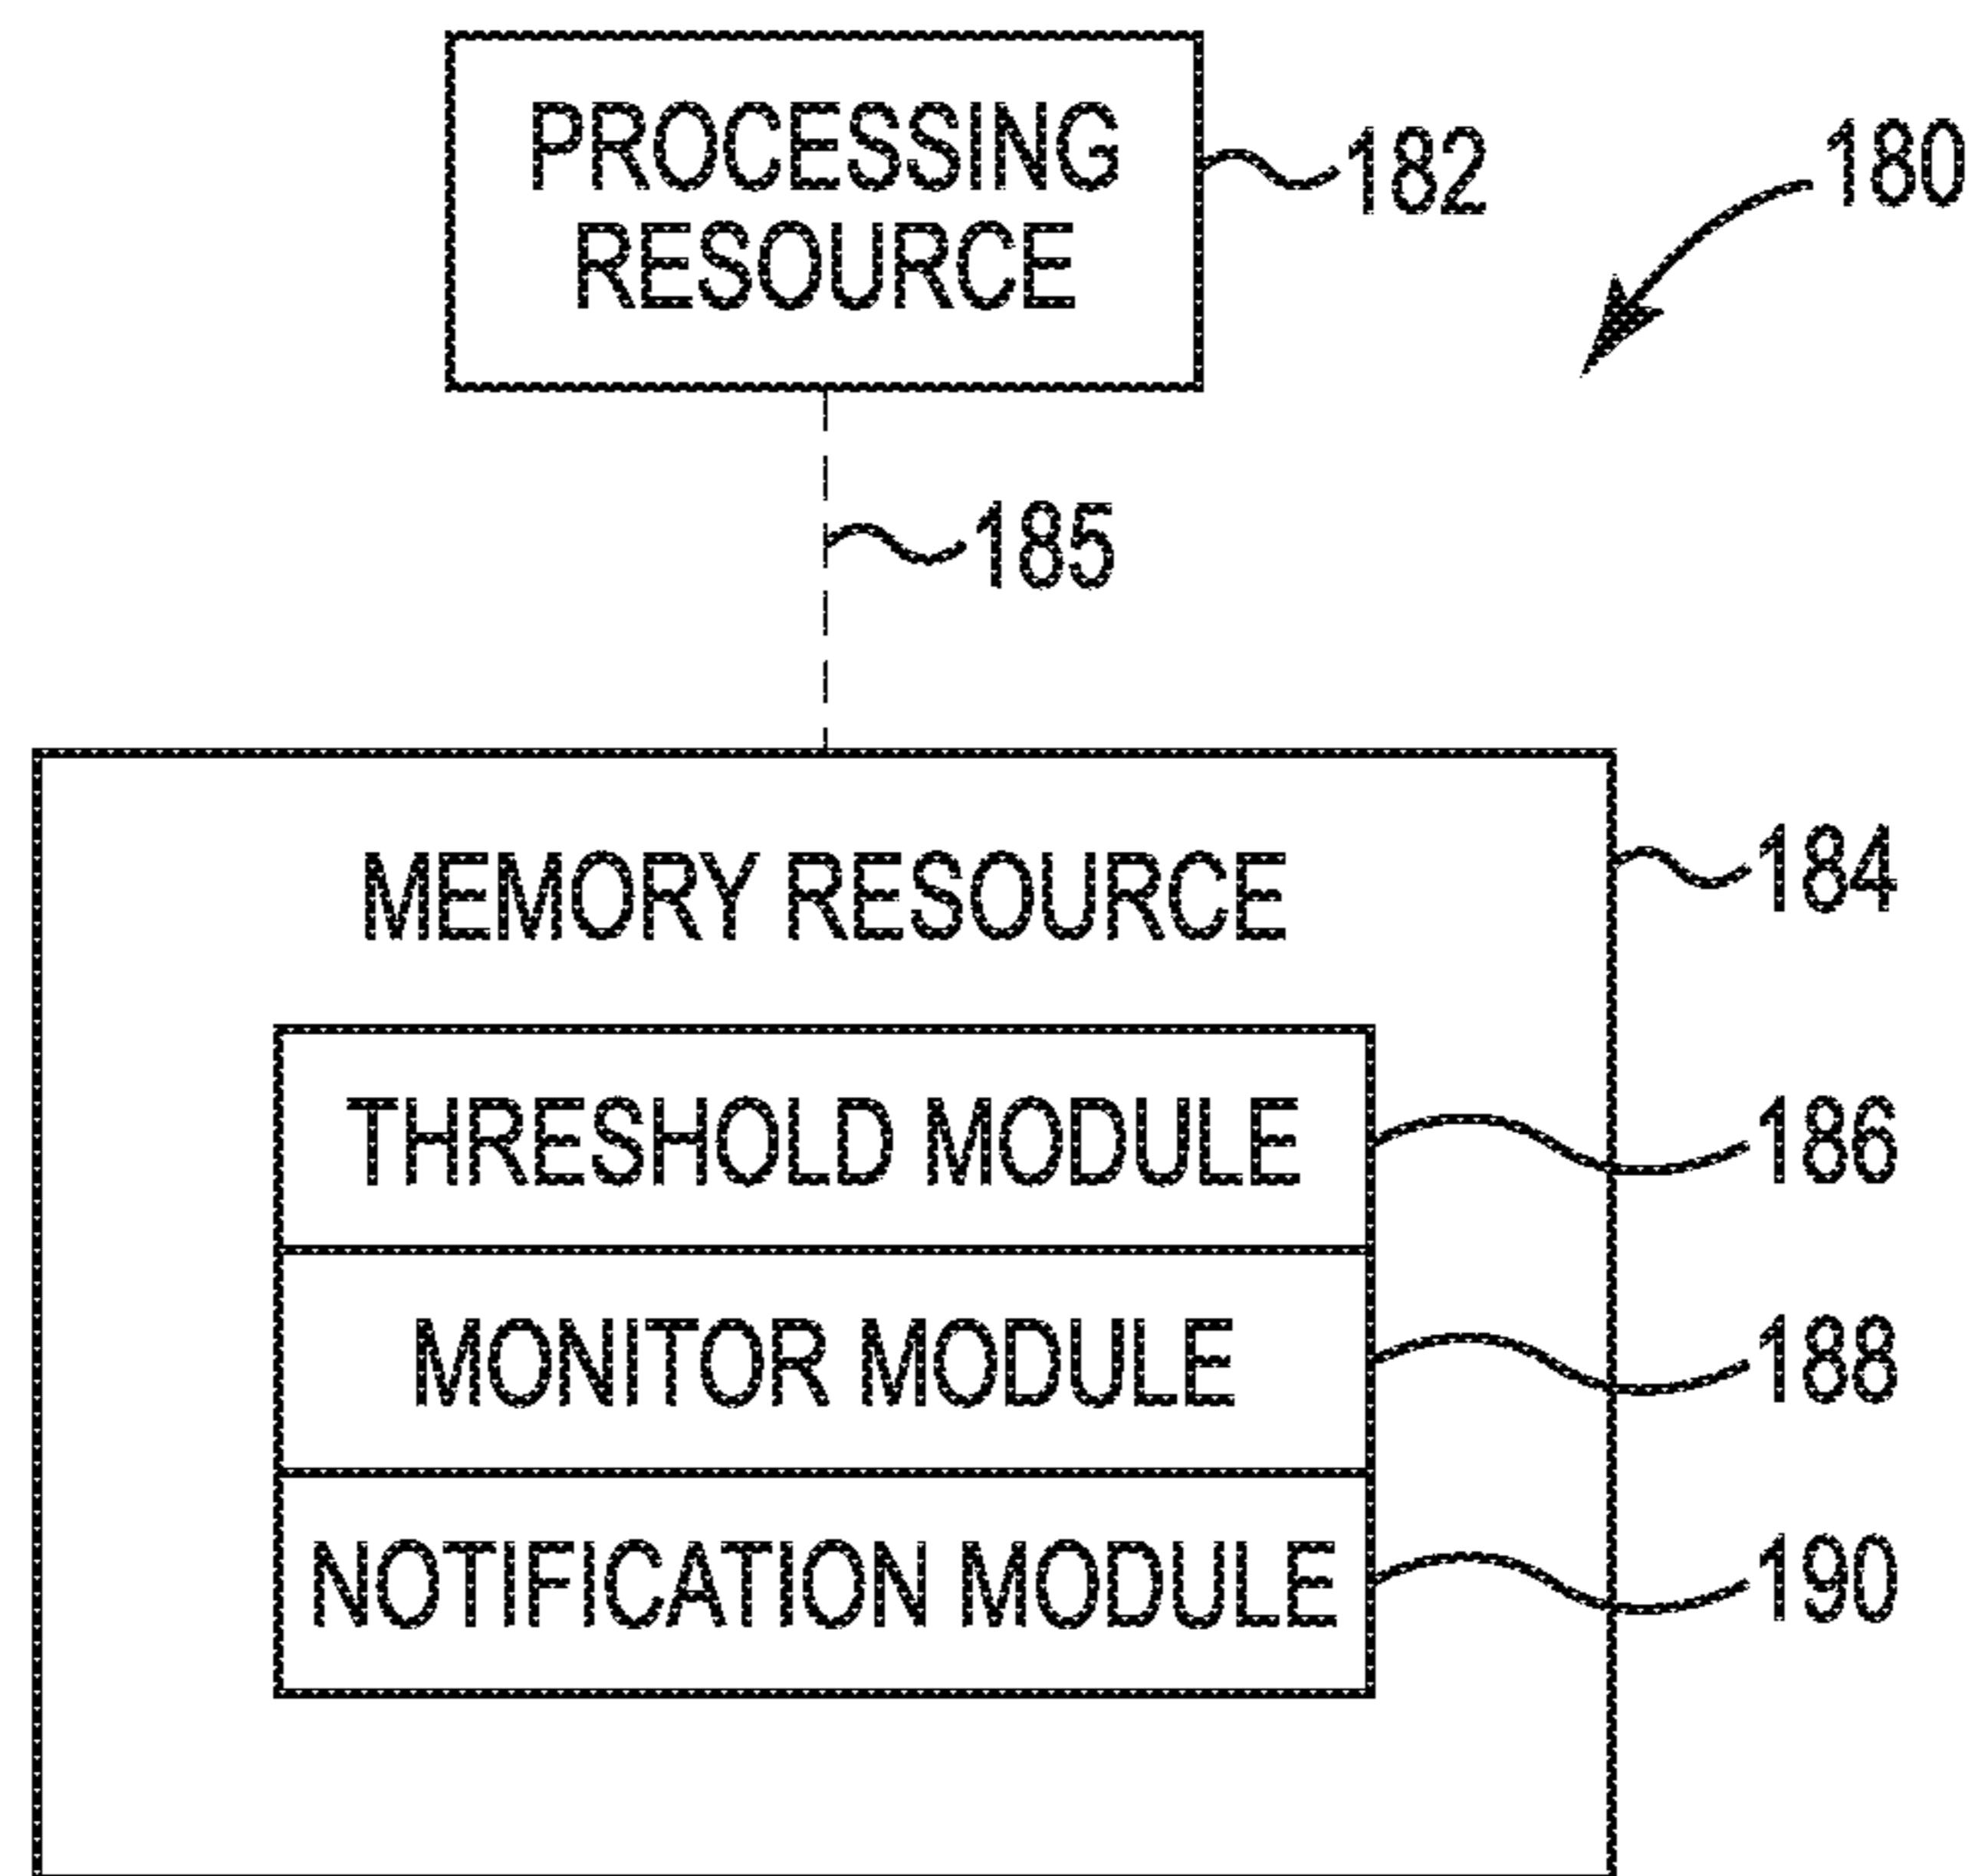 PROCESSING
RESOURCE
182
180
185
MEMORY RESOURCE
184
THRESHOLD MODULE
186
MONITOR MODULE
188
NOTIFICATION MODULE
190